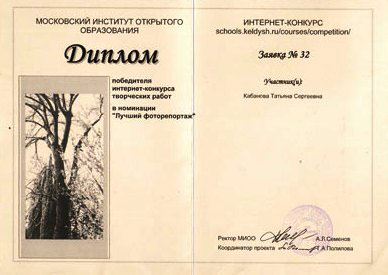 МОСКОВСКИЙ ИНСТИТУТ ОТКРЫТОГО
ОБРАЗОВАНИЯ
Диплом
победителя
интернет-конкурса
творческих работ
в номинации
"Лучший фоторепортаж"
ИНТЕРНЕТ-КОНКУРС
schools.keldysh.ru/courses/competition/
Заявка № 32
Участник(и):
Кабанова Татьяна Сергеевна
Ректор МИОО А.Л.Семенов
Координатор проекта Т.А.Полилова